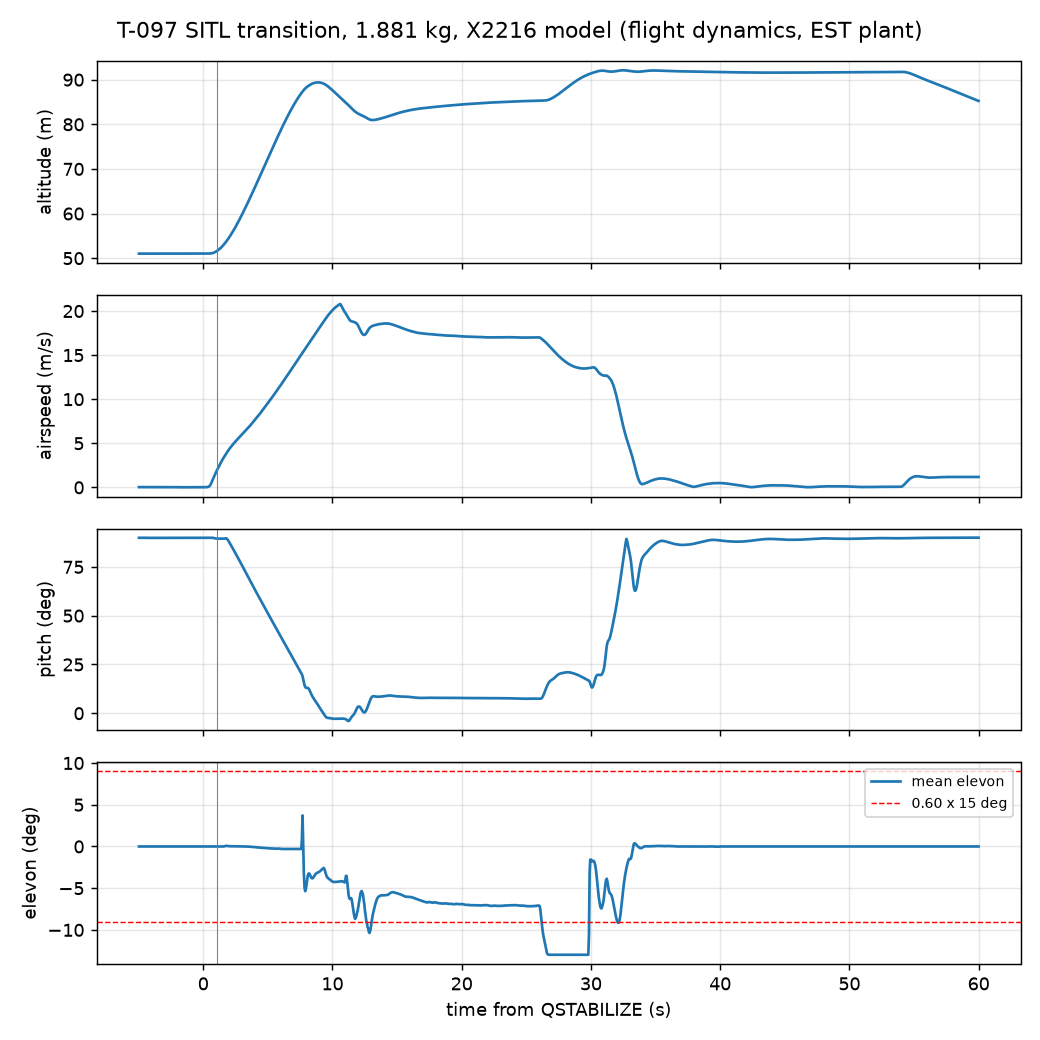 T-097 SITL transition, 1.881 kg, X2216 model (flight dynamics, EST plant)
90
80
70
60
50
altitude (m)
20
15
10
5
0
airspeed (m/s)
75
50
25
0
pitch (deg)
10
5
0
−5
−10
elevon (deg)
mean elevon
0.60 x 15 deg
0 10 20 30 40 50 60
time from QSTABILIZE (s)